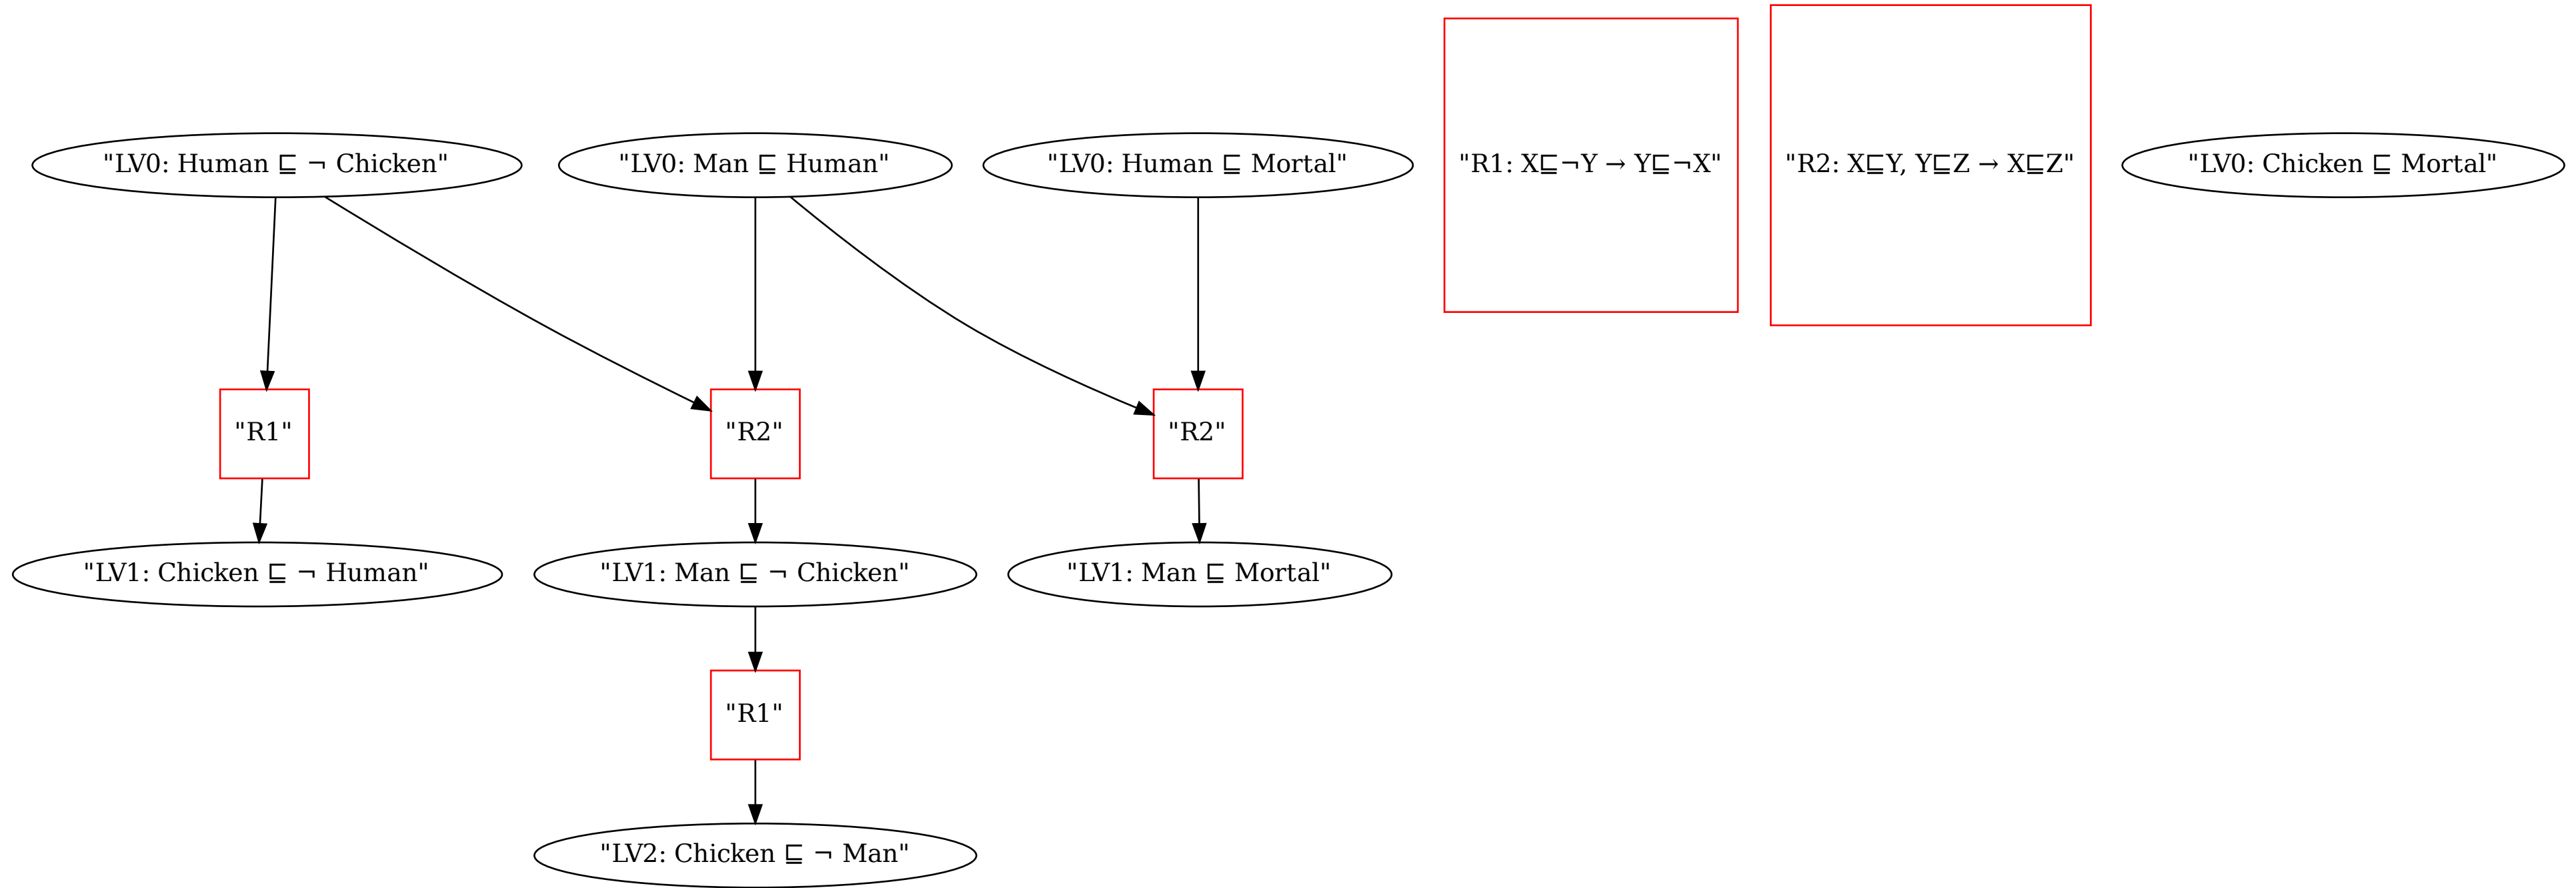 "LV0: Human ⊑ ¬ Chicken"
"LV0: Man ⊑ Human"
"LV0: Human ⊑ Mortal"
"R1: X⊑¬Y → Y⊑¬X"
"R2: X⊑Y, Y⊑Z → X⊑Z"
"LV0: Chicken ⊑ Mortal"
"R1"
"R2"
"R2"
"LV1: Chicken ⊑ ¬ Human"
"LV1: Man ⊑ ¬ Chicken"
"LV1: Man ⊑ Mortal"
"R1"
"LV2: Chicken ⊑ ¬ Man"